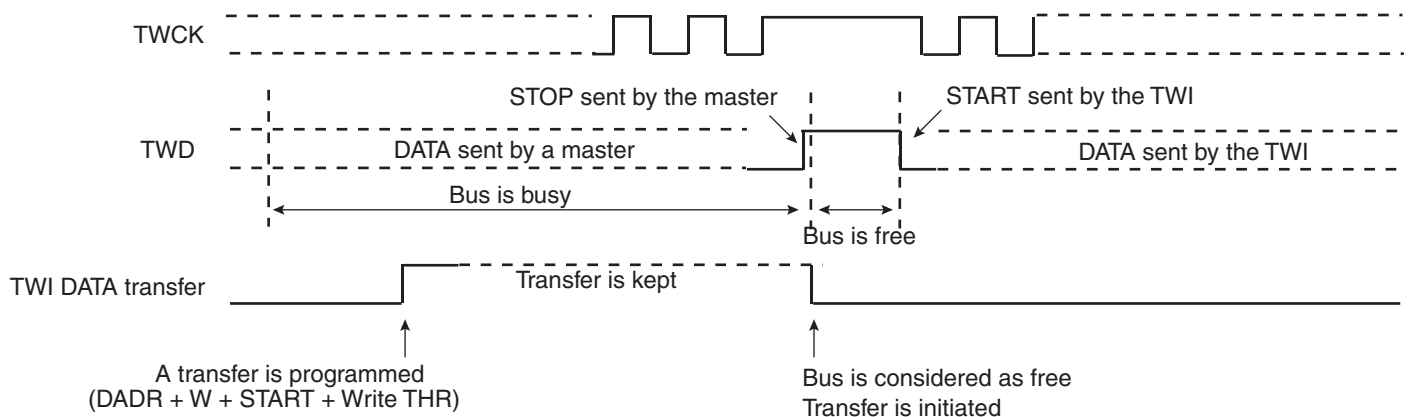 TWCK
STOP sent by the master
START sent by the TWI
TWD
DATA sent by a master
DATA sent by the TWI
Bus is busy
Bus is free
TWI DATA transfer
Transfer is kept
A transfer is programmed
(DADR + W + START + Write THR)
Bus is considered as free
Transfer is initiated